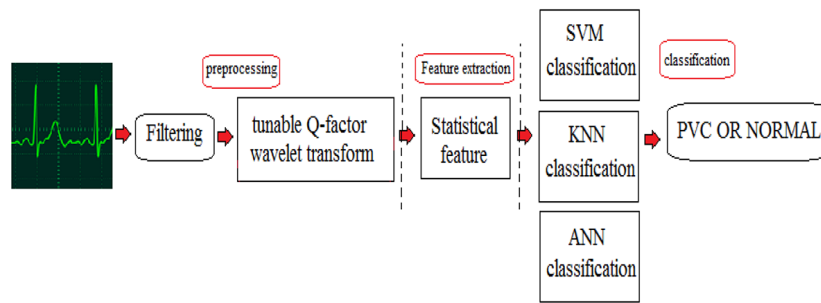 preprocessing
Feature extraction
classification
Filtering
tunable Q-factor
wavelet transform
Statistical
feature
SVM
classification
KNN
classification
ANN
classification
PVC OR NORMAL